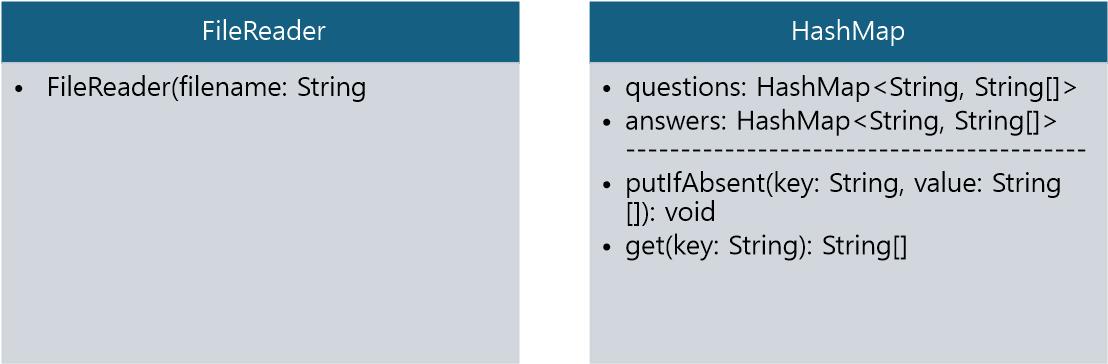 FileReader
• FileReader(filename: String
HashMap
• questions: HashMap<String, String[]>
• answers: HashMap<String, String[]>
------------------------------------------
• putIfAbsent(key: String, value: String
[]): void
• get(key: String): String[]